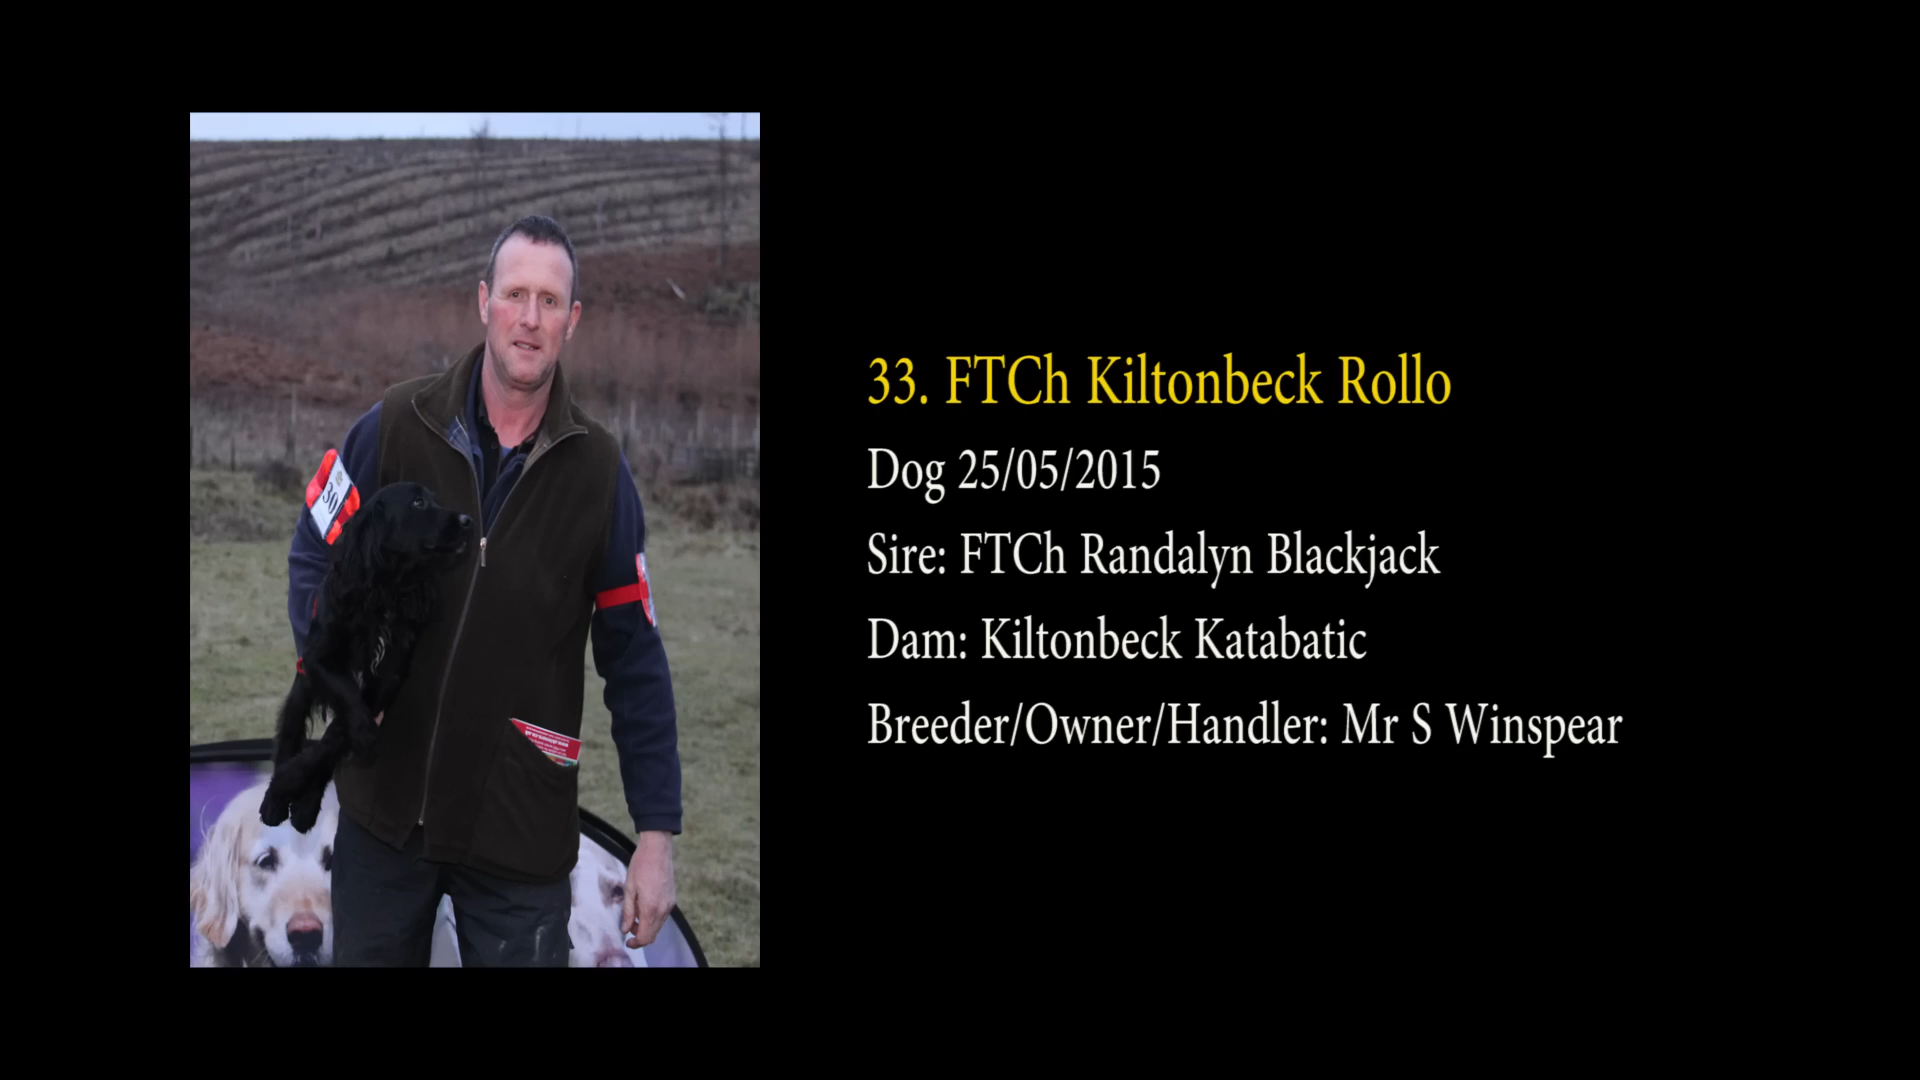 33. FTCh Kiltonbeck Rollo
Dog 25/05/2015
Sire: FTCh Randalyn Blackjack
Dam: Kiltonbeck Katabatic
Breeder/Owner/Handler: Mr S Winspear
30